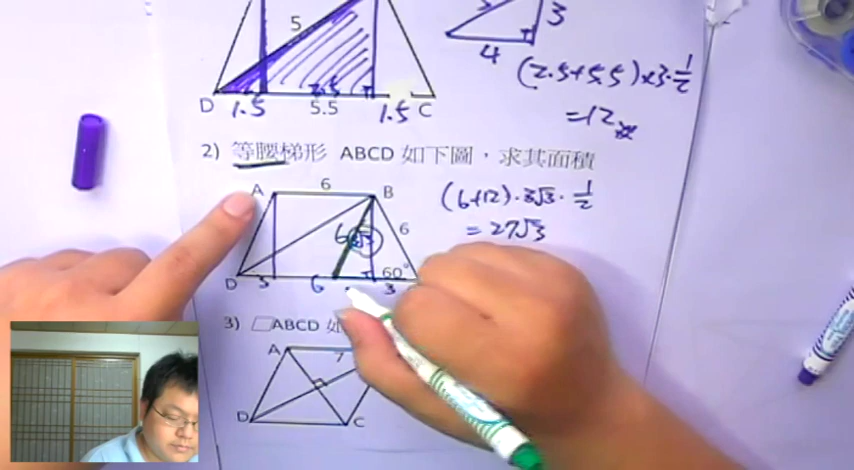 5
3
4
D 1.5 5.5 1.5 C
(2.5+5.5)×3·1/2
=12
2) 等腰梯形 ABCD 如下圖，求其面積
A 6 B
6
6
60°
D 3 6 3
(6+12)·3√3·1/2
=27√3
3) ▱ABCD 如
A 7
D C